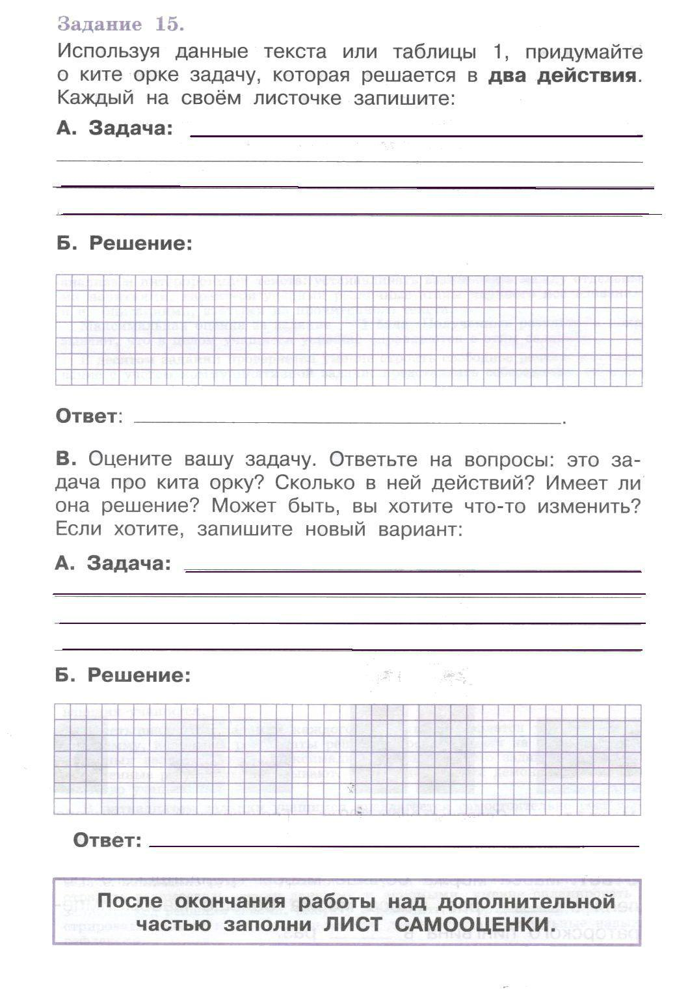 Задание 15.
Используя данные текста или таблицы 1, придумайте
о ките орке задачу, которая решается в два действия.
Каждый на своём листочке запишите:
А. Задача:
Б. Решение:
Ответ:
В. Оцените вашу задачу. Ответьте на вопросы: это за-
дача про кита орку? Сколько в ней действий? Имеет ли
она решение? Может быть, вы хотите что-то изменить?
Если хотите, запишите новый вариант:
А. Задача:
Б. Решение:
Ответ:
После окончания работы над дополнительной
частью заполни ЛИСТ САМООЦЕНКИ.